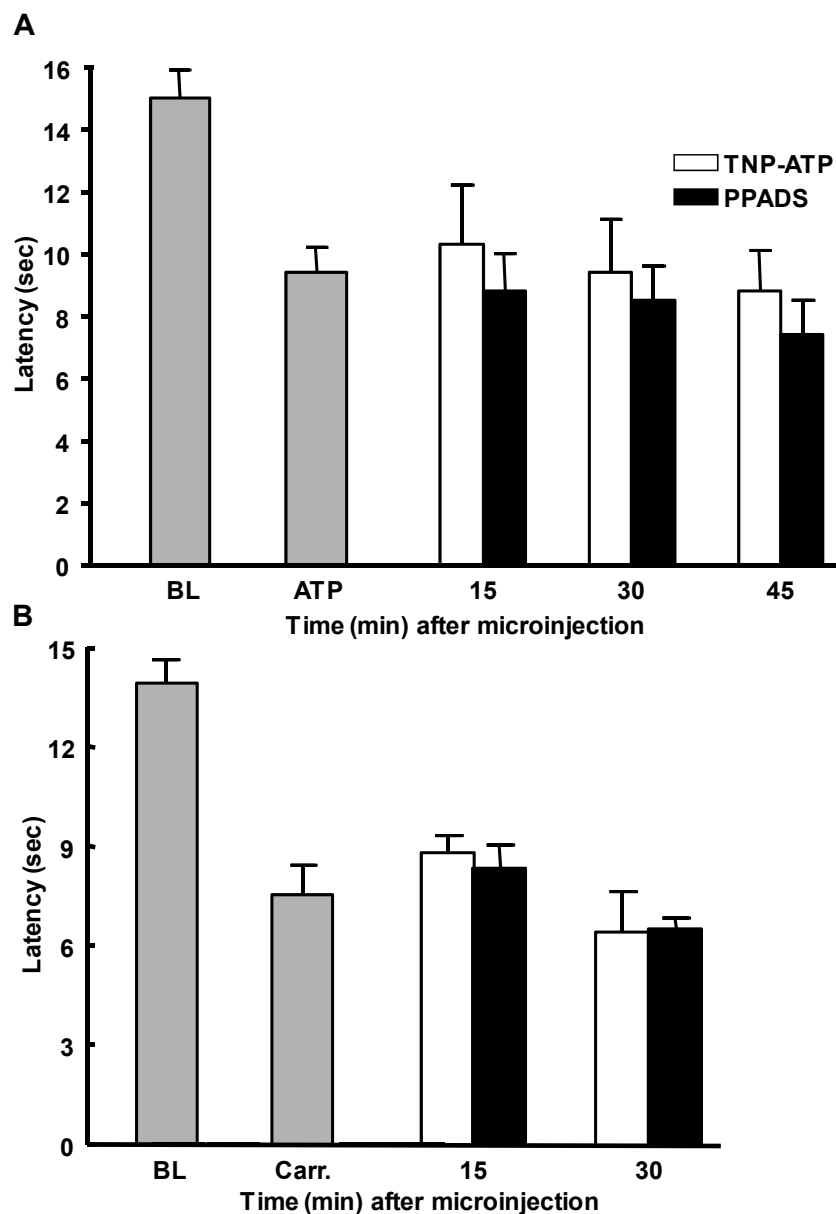 A
16
14
12
10
8
6
4
2
0
Latency (sec)
TNP-ATP
PPADS
BL ATP 15 30 45
Time (min) after microinjection
B
15
12
9
6
3
0
Latency (sec)
BL Carr. 15 30
Time (min) after microinjection